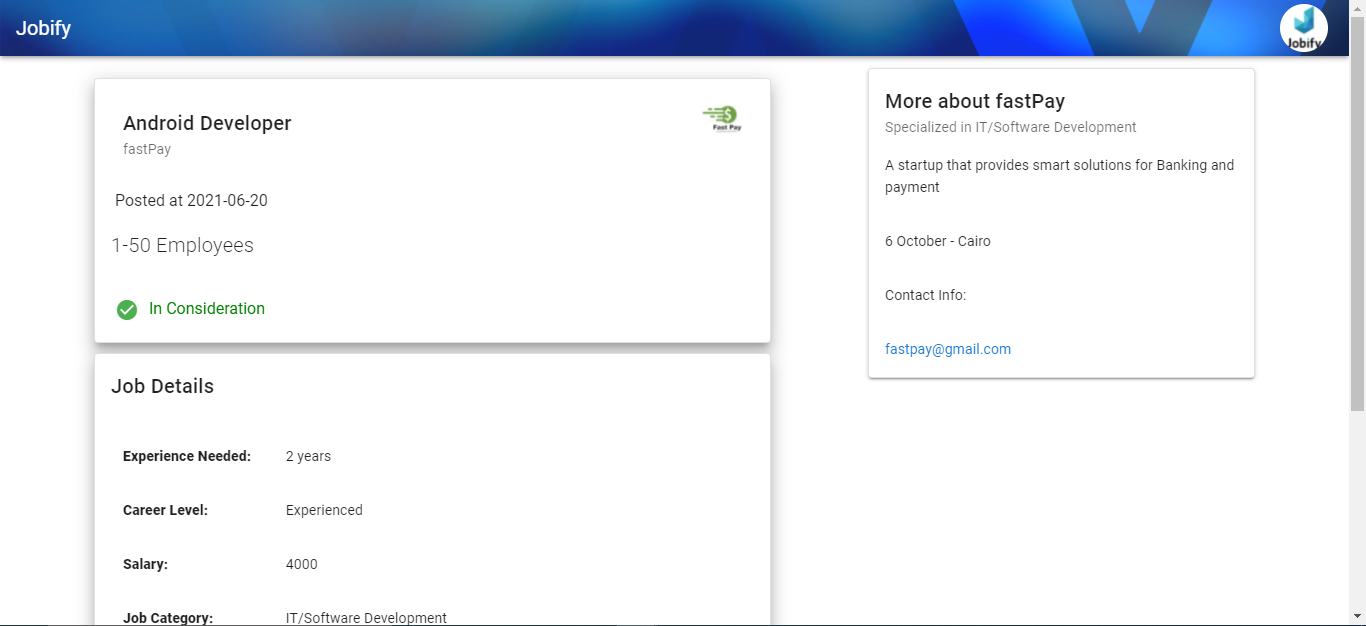 Jobify
Jobify
Android Developer
fastPay
Fast Pay
Posted at 2021-06-20
1-50 Employees
In Consideration
Job Details
Experience Needed: 2 years
Career Level: Experienced
Salary: 4000
Job Category: IT/Software Development
More about fastPay
Specialized in IT/Software Development
A startup that provides smart solutions for Banking and
payment
6 October - Cairo
Contact Info:
fastpay@gmail.com